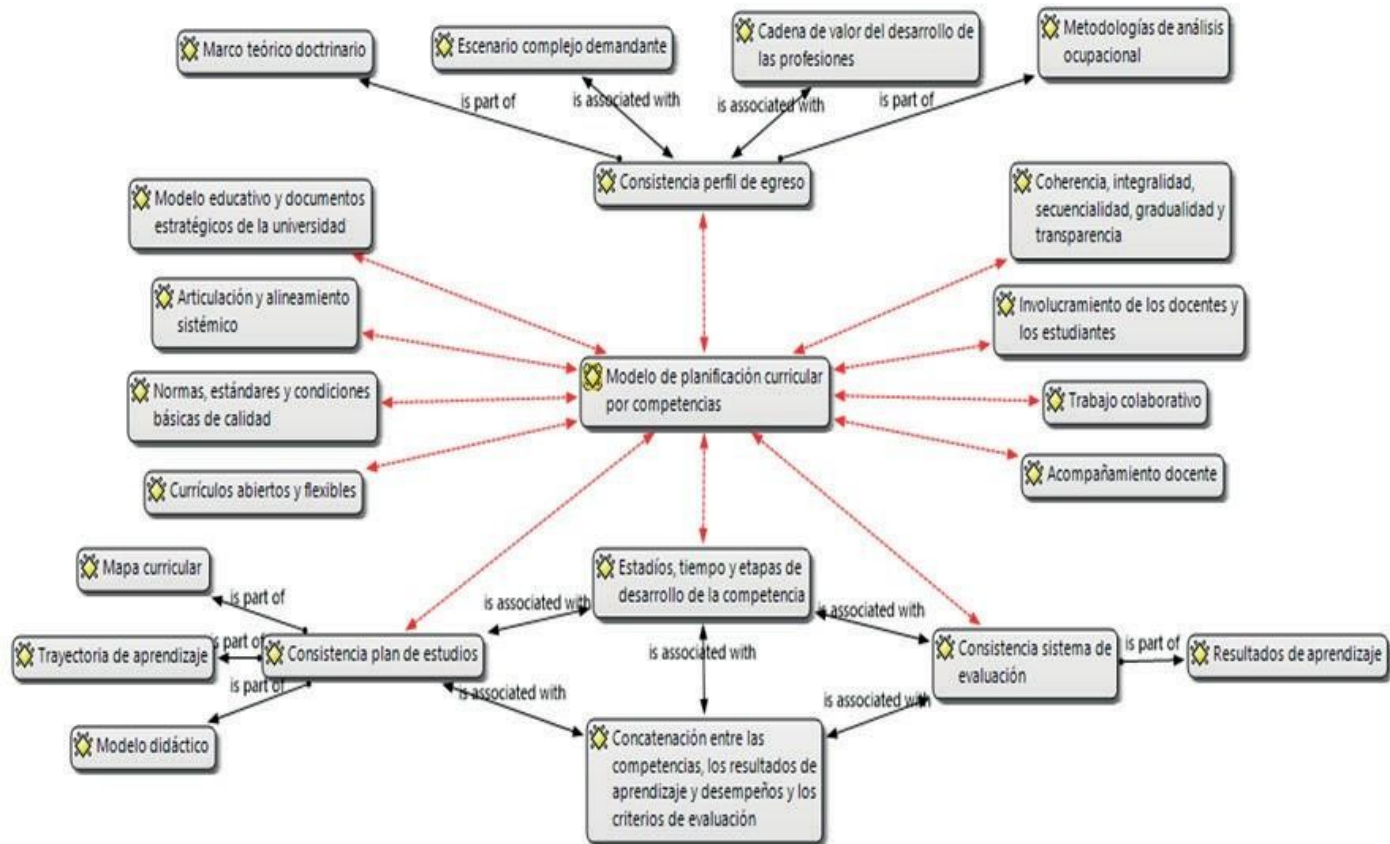 Marco teórico doctrinario
Escenario complejo demandante
Cadena de valor del desarrollo de
las profesiones
Metodologías de análisis
ocupacional
is part of
is associated with
is associated with
is part of
Consistencia perfil de egreso
Modelo educativo y documentos
estratégicos de la universidad
Coherencia, integralidad,
secuencialidad, gradualidad y
transparencia
Articulación y alineamiento
sistémico
Involucramiento de los docentes y
los estudiantes
Modelo de planificación curricular
por competencias
Normas, estándares y condiciones
básicas de calidad
Trabajo colaborativo
Currículos abiertos y flexibles
Acompañamiento docente
Mapa curricular
is part of
Estadíos, tiempo y etapas de
desarrollo de la competencia
is associated with
is associated with
Trayectoria de aprendizaje
is part of
Consistencia plan de estudios
is associated with
Consistencia sistema de
evaluación
is part of
Resultados de aprendizaje
is part of
is associated with
is associated with
Modelo didáctico
Concatenación entre las
competencias, los resultados de
aprendizaje y desempeños y los
criterios de evaluación